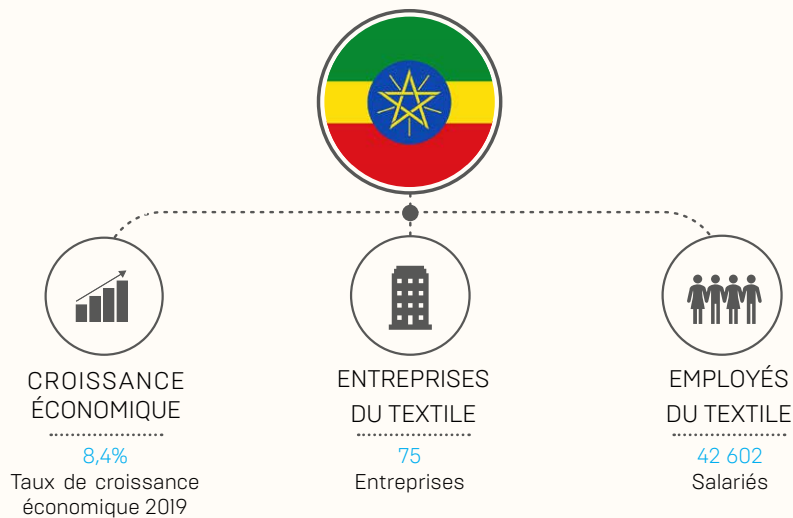 CROISSANCE
ÉCONOMIQUE
8,4%
Taux de croissance
économique 2019
ENTREPRISES
DU TEXTILE
75
Entreprises
EMPLOYÉS
DU TEXTILE
42 602
Salariés